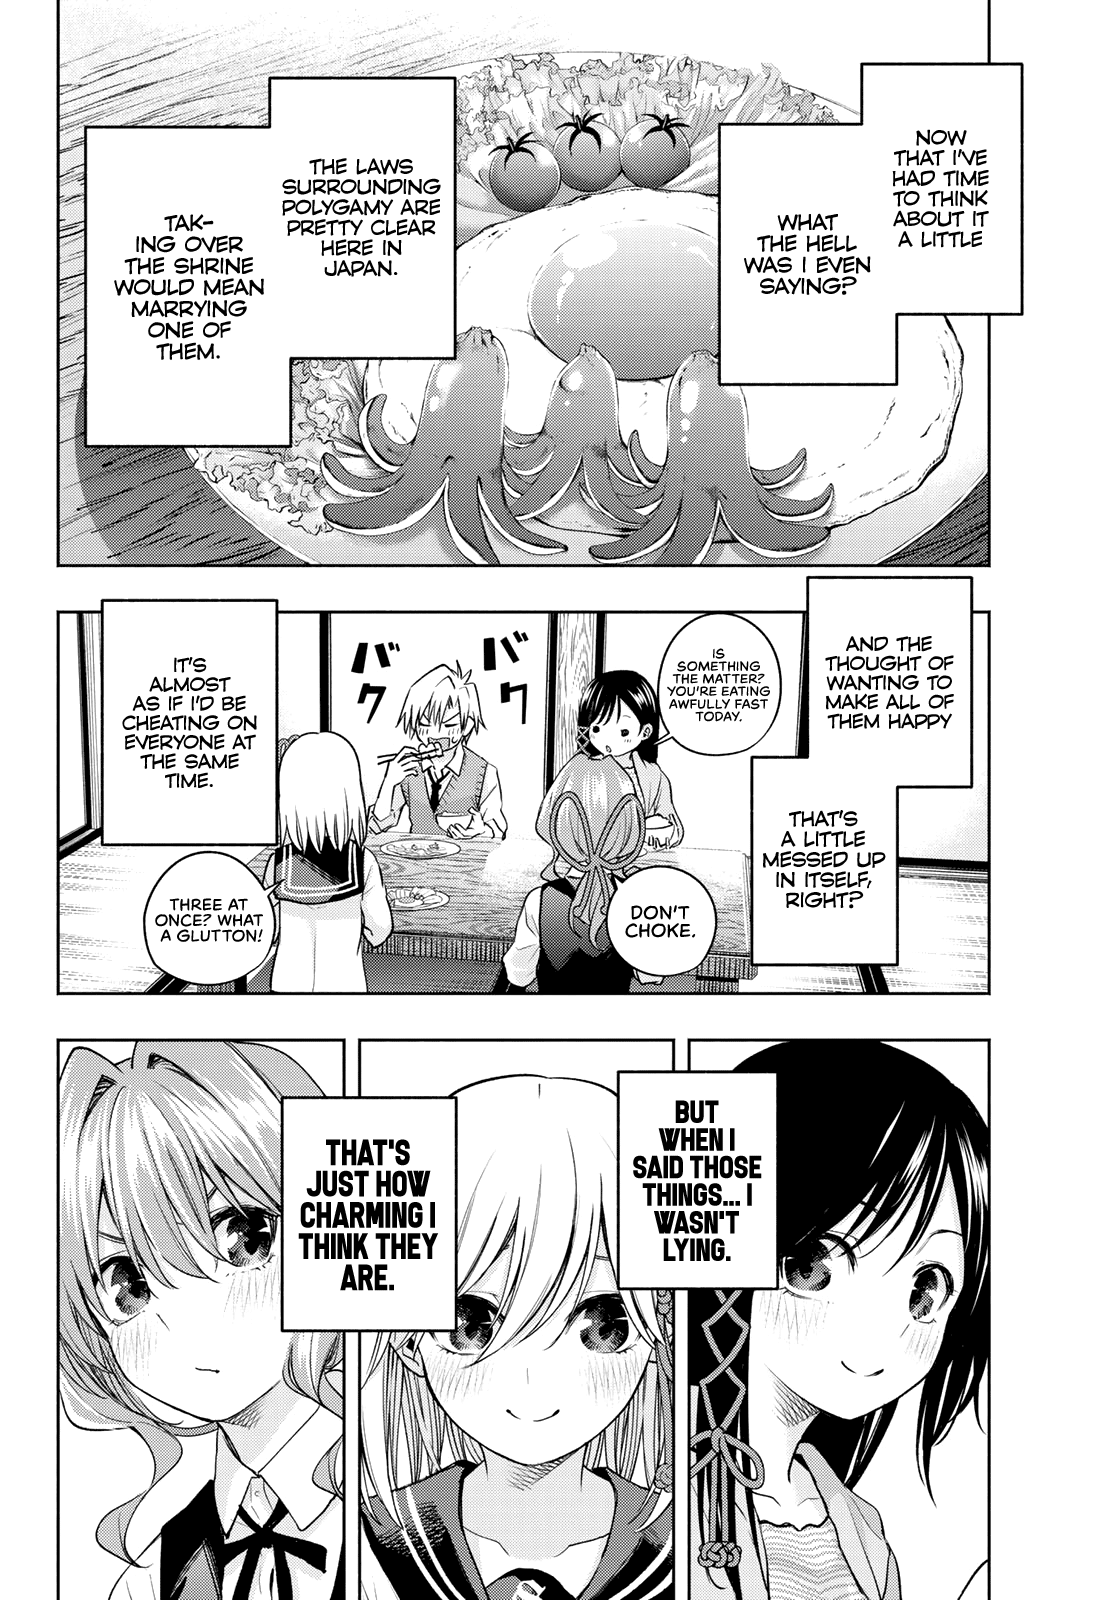 NOW
THAT I'VE
HAD TIME
TO THINK
ABOUT IT
A LITTLE
WHAT
THE HELL
WAS I EVEN
SAYING?
THE LAWS
SURROUNDING
POLYGAMY ARE
PRETTY CLEAR
HERE IN
JAPAN.
TAK-
ING OVER
THE SHRINE
WOULD MEAN
MARRYING
ONE OF
THEM.
AND THE
THOUGHT OF
WANTING TO
MAKE ALL OF
THEM HAPPY
THAT'S
A LITTLE
MESSED UP
IN ITSELF,
RIGHT?
IS
SOMETHING
THE MATTER?
YOU'RE EATING
AWFULLY FAST
TODAY.
バク
バク
DON'T
CHOKE.
IT'S
ALMOST
AS IF I'D BE
CHEATING ON
EVERYONE AT
THE SAME
TIME.
THREE AT
ONCE? WHAT
A GLUTTON!
BUT
WHEN I
SAID THOSE
THINGS... I
WASN'T
LYING.
THAT'S
JUST HOW
CHARMING I
THINK THEY
ARE.